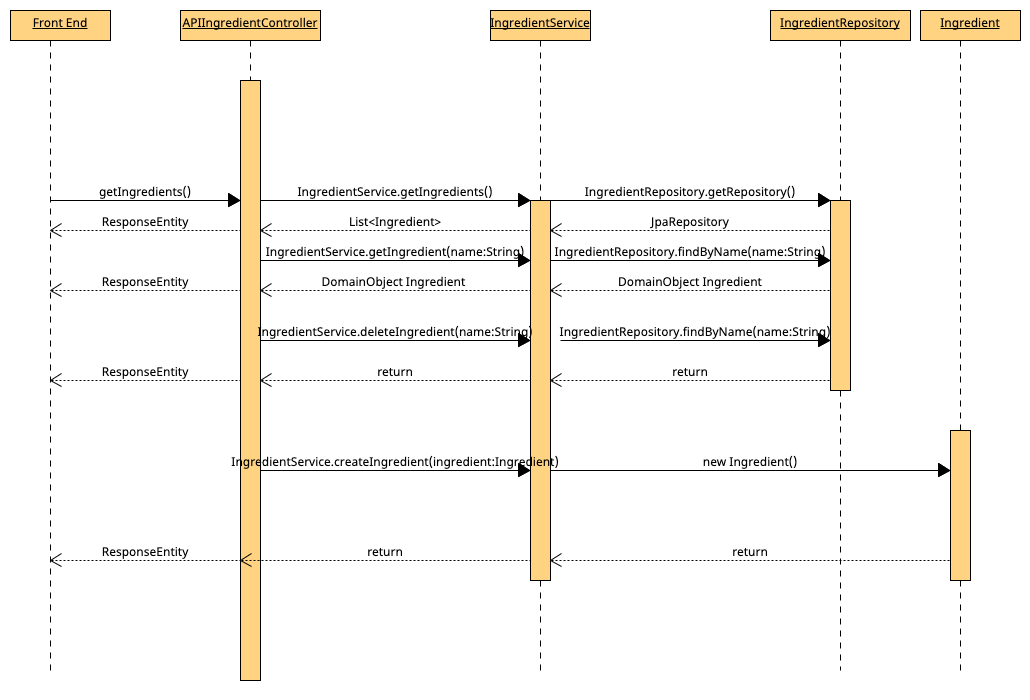 Front End
APIIngredientController
IngredientService
IngredientRepository
Ingredient
getIngredients()
IngredientService.getIngredients()
IngredientRepository.getRepository()
ResponseEntity
List<Ingredient>
JpaRepository
IngredientService.getIngredient(name:String)
IngredientRepository.findByName(name:String)
ResponseEntity
DomainObject Ingredient
DomainObject Ingredient
IngredientService.deleteIngredient(name:String)
IngredientRepository.findByName(name:String)
ResponseEntity
return
return
IngredientService.createIngredient(ingredient:Ingredient)
new Ingredient()
ResponseEntity
return
return